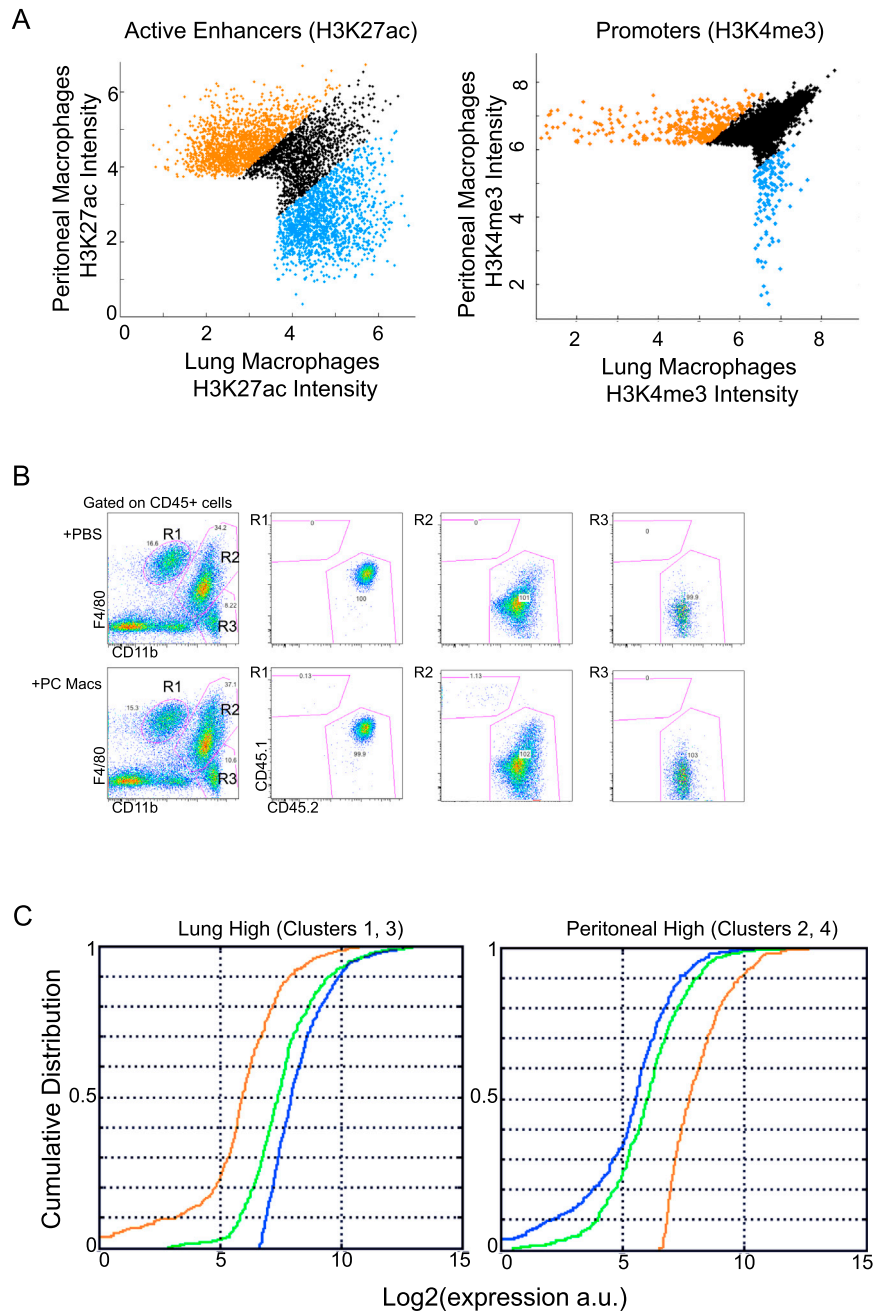 A
Active Enhancers (H3K27ac)
Promoters (H3K4me3)
Peritoneal Macrophages
H3K27ac Intensity
6
4
2
0
0
2
4
6
Lung Macrophages
H3K27ac Intensity
Peritoneal Macrophages
H3K4me3 Intensity
8
6
4
2
2
4
6
8
Lung Macrophages
H3K4me3 Intensity
B
Gated on CD45+ cells
+PBS
R1
16.6
34.2
R2
8.22
R3
F4/80
CD11b
R1
0
100
R2
0
101
R3
0
99.9
+PC Macs
R1
15.3
37.1
R2
10.6
R3
F4/80
CD11b
R1
0.13
99.9
CD45.1
CD45.2
R2
1.13
102
R3
0
103
C
Lung High (Clusters 1, 3)
Peritoneal High (Clusters 2, 4)
Cumulative Distribution
1
0.5
0
0
5
10
15
1
0.5
0
0
5
10
15
Log2(expression a.u.)